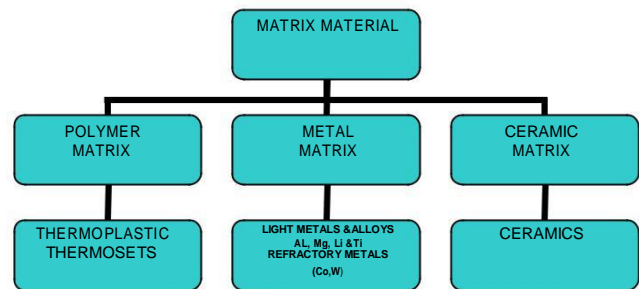 MATRIX MATERIAL
POLYMER
MATRIX
METAL
MATRIX
CERAMIC
MATRIX
THERMOPLASTIC
THERMOSETS
LIGHT METALS &ALLOYS
AL, Mg, Li &Ti
REFRACTORY METALS
(Co,W)
CERAMICS